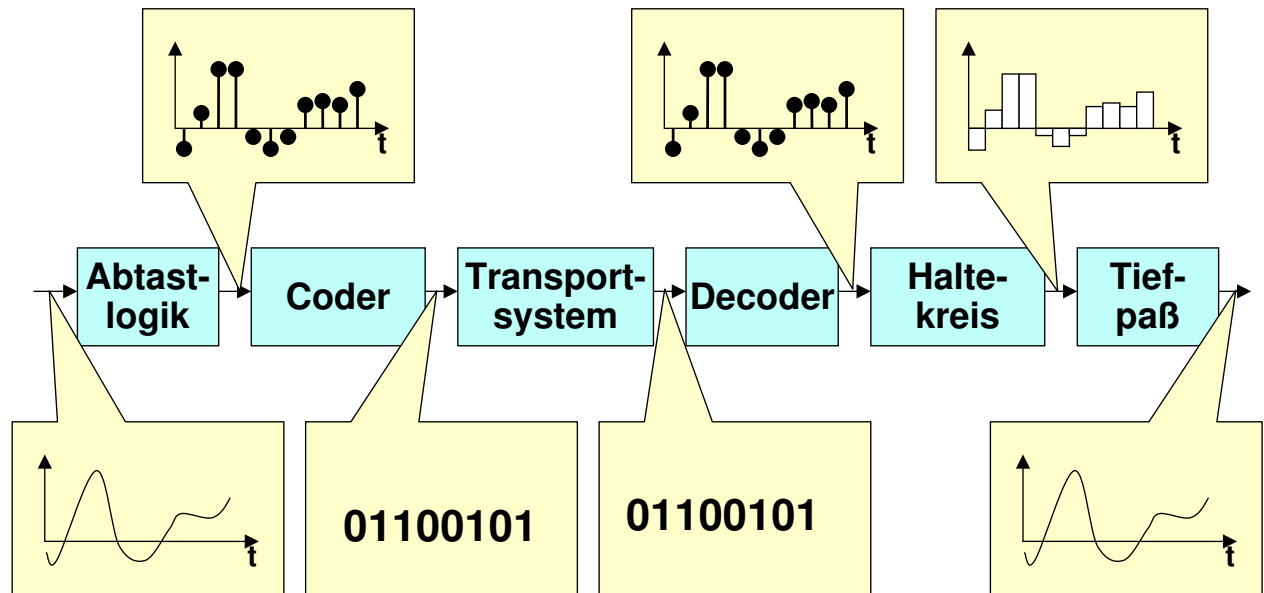 t
t
t
Abtast-
logik
Coder
Transport-
system
Decoder
Halte-
kreis
Tief-
paß
t
01100101
01100101
t